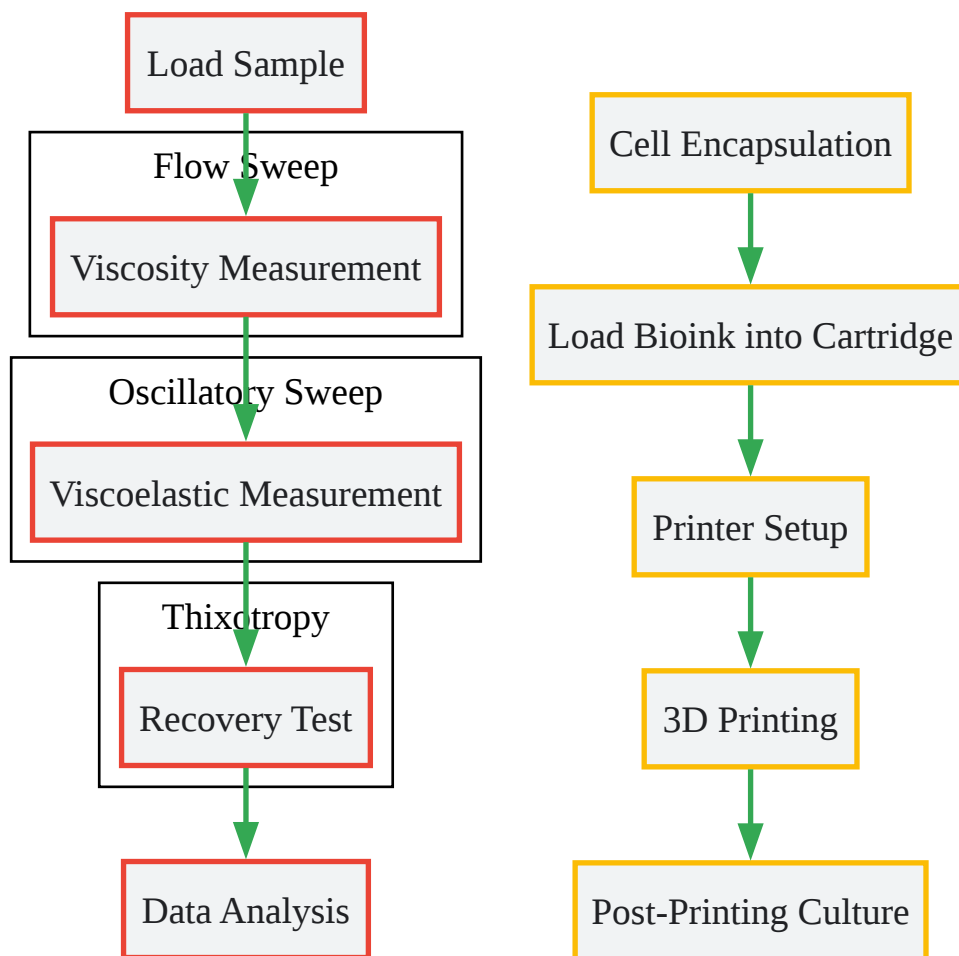 Load Sample
Flow Sweep
Viscosity Measurement
Oscillatory Sweep
Viscoelastic Measurement
Thixotropy
Recovery Test
Data Analysis
Cell Encapsulation
Load Bioink into Cartridge
Printer Setup
3D Printing
Post-Printing Culture